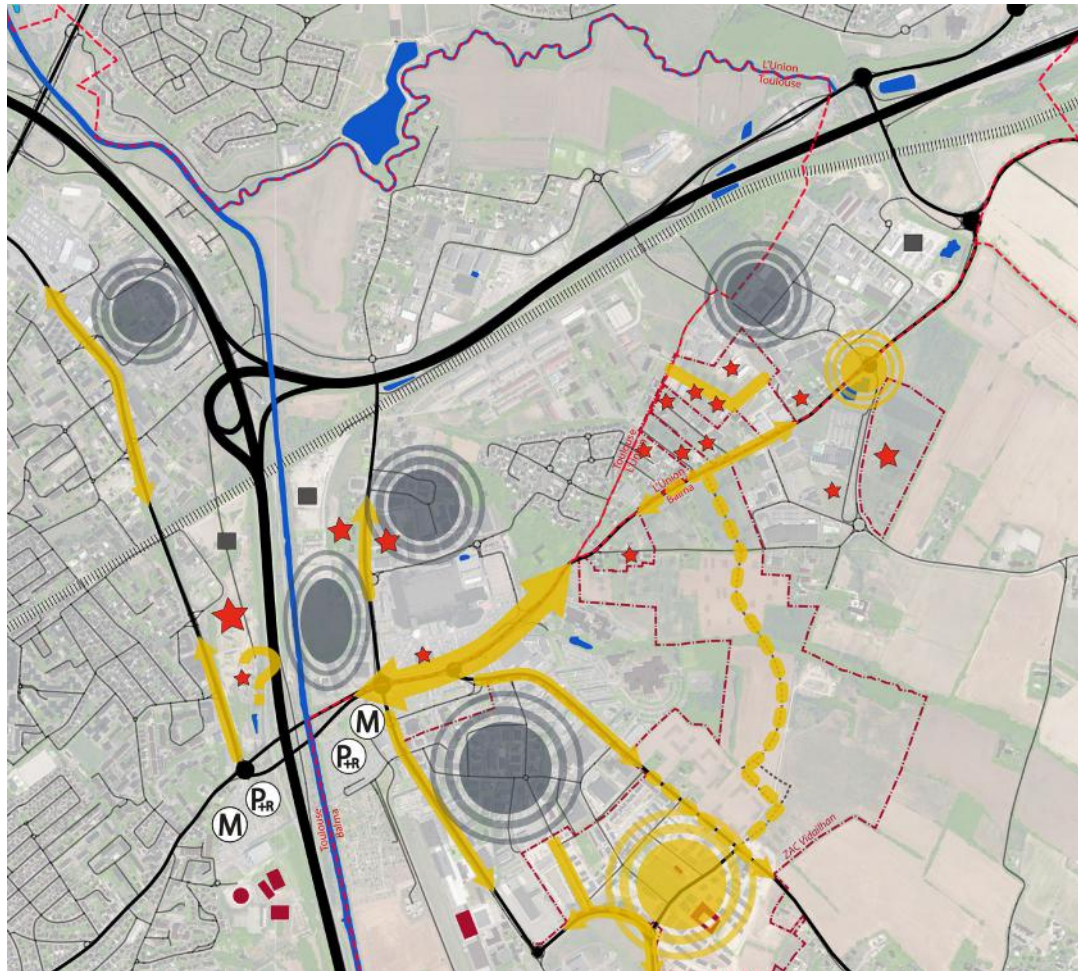 L'Union
Toulouse
Toulouse
L'Union
L'Union
Balma
?
M
P+R
P+R
M
Toulouse
Balma
ZAC Vidailhan